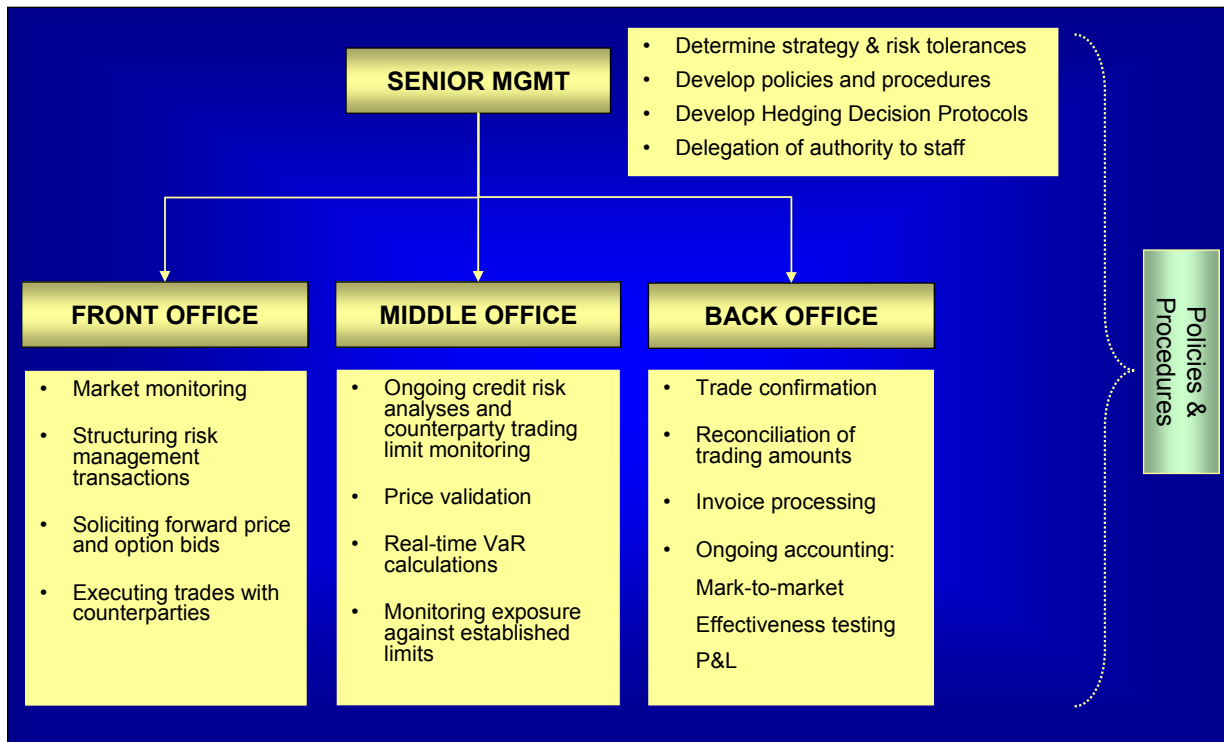 SENIOR MGMT
• Determine strategy & risk tolerances
• Develop policies and procedures
• Develop Hedging Decision Protocols
• Delegation of authority to staff
FRONT OFFICE
• Market monitoring
• Structuring risk
management
transactions
• Soliciting forward price
and option bids
• Executing trades with
counterparties
MIDDLE OFFICE
• Ongoing credit risk
analyses and
counterparty trading
limit monitoring
• Price validation
• Real-time VaR
calculations
• Monitoring exposure
against established
limits
BACK OFFICE
• Trade confirmation
• Reconciliation of
trading amounts
• Invoice processing
• Ongoing accounting:
Mark-to-market
Effectiveness testing
P&L
Policies &
Procedures